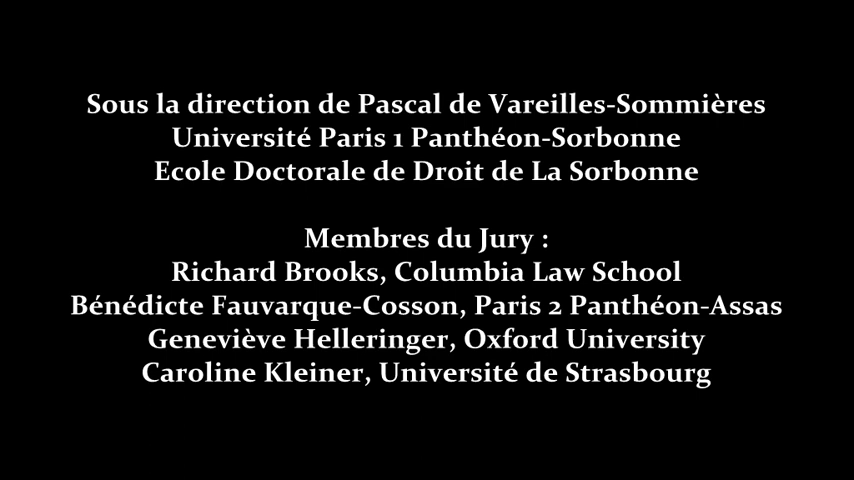 Sous la direction de Pascal de Vareilles-Sommières
Université Paris 1 Panthéon-Sorbonne
Ecole Doctorale de Droit de La Sorbonne
Membres du Jury :
Richard Brooks, Columbia Law School
Bénédicte Fauvarque-Cosson, Paris 2 Panthéon-Assas
Geneviève Helleringer, Oxford University
Caroline Kleiner, Université de Strasbourg